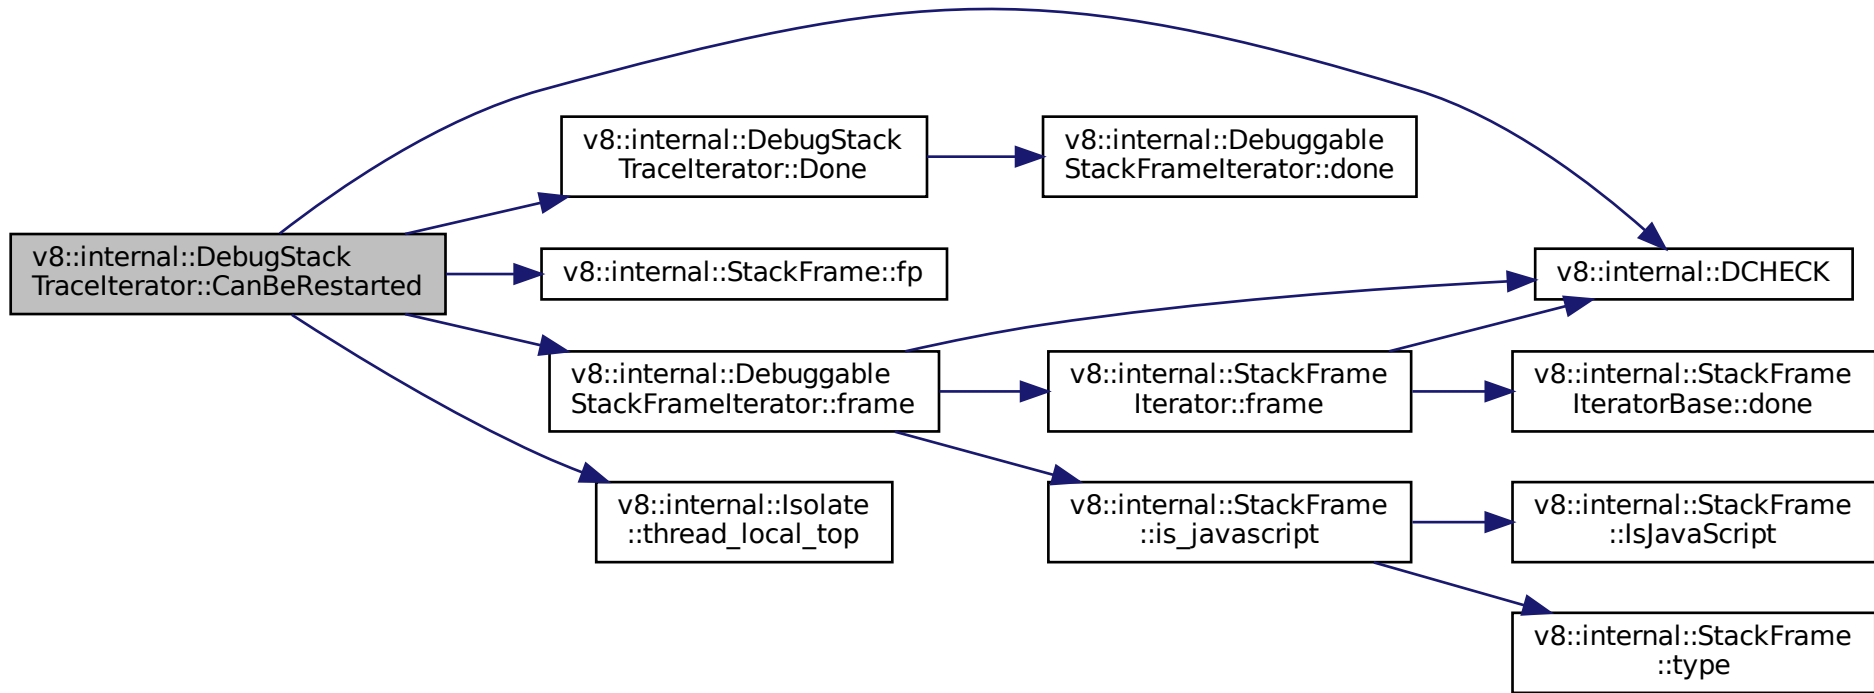 v8::internal::DebugStack
TraceIterator::CanBeRestarted
v8::internal::DebugStack
TraceIterator::Done
v8::internal::StackFrame::fp
v8::internal::Debuggable
StackFrameIterator::frame
v8::internal::Isolate
::thread_local_top
v8::internal::Debuggable
StackFrameIterator::done
v8::internal::StackFrame
Iterator::frame
v8::internal::StackFrame
::is_javascript
v8::internal::DCHECK
v8::internal::StackFrame
IteratorBase::done
v8::internal::StackFrame
::IsJavaScript
v8::internal::StackFrame
::type